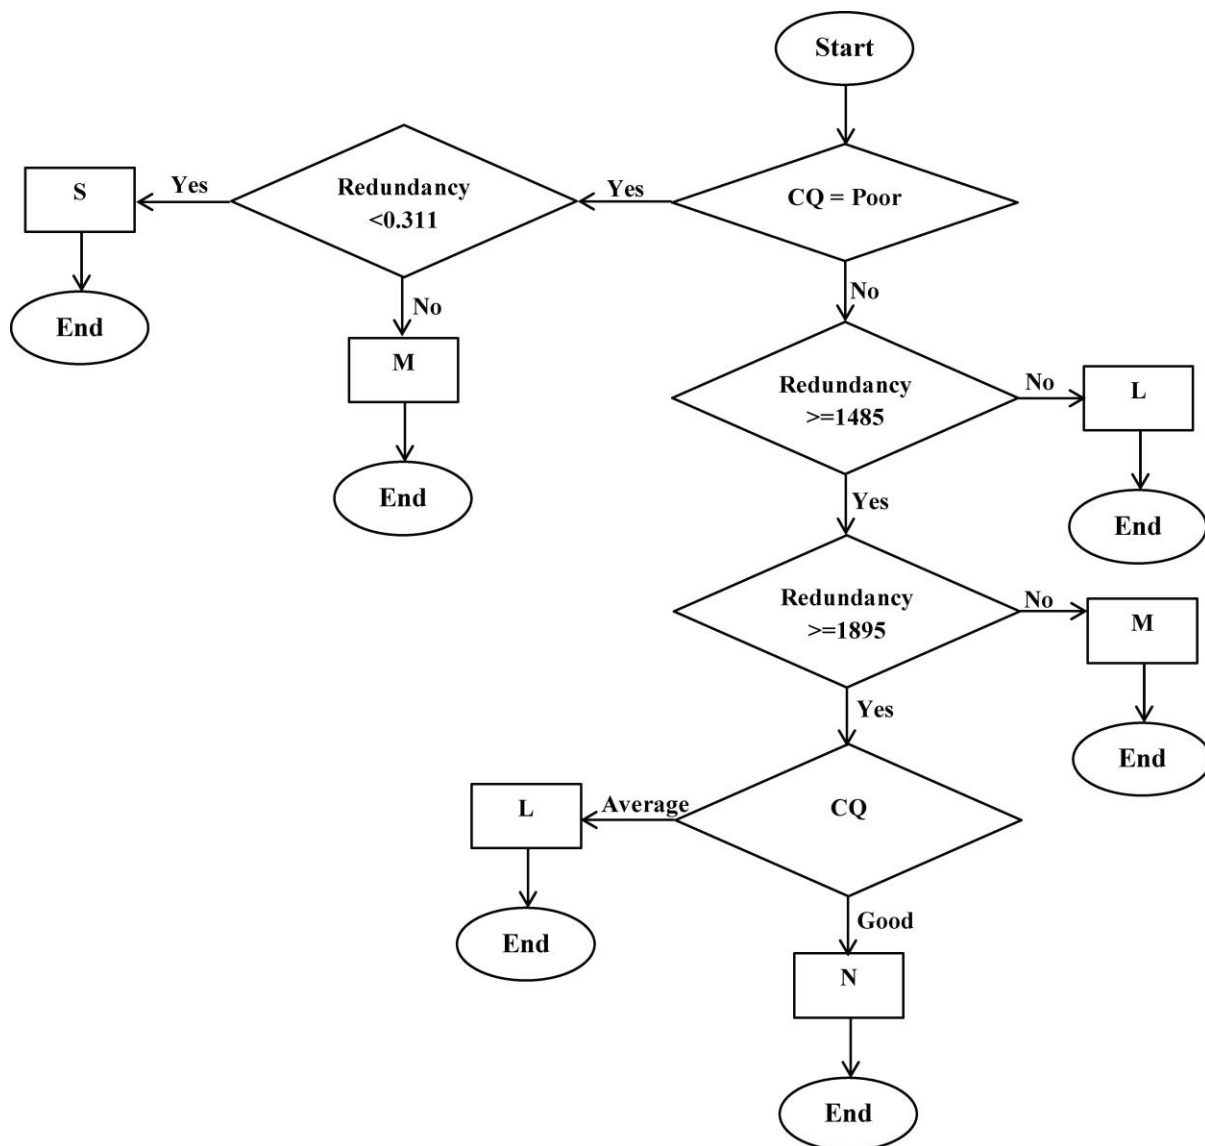 Start
CQ = Poor
Yes
Redundancy
<0.311
Yes
S
End
No
M
End
No
Redundancy
>=1485
No
L
End
Yes
Redundancy
>=1895
No
M
End
Yes
CQ
Average
L
End
Good
N
End